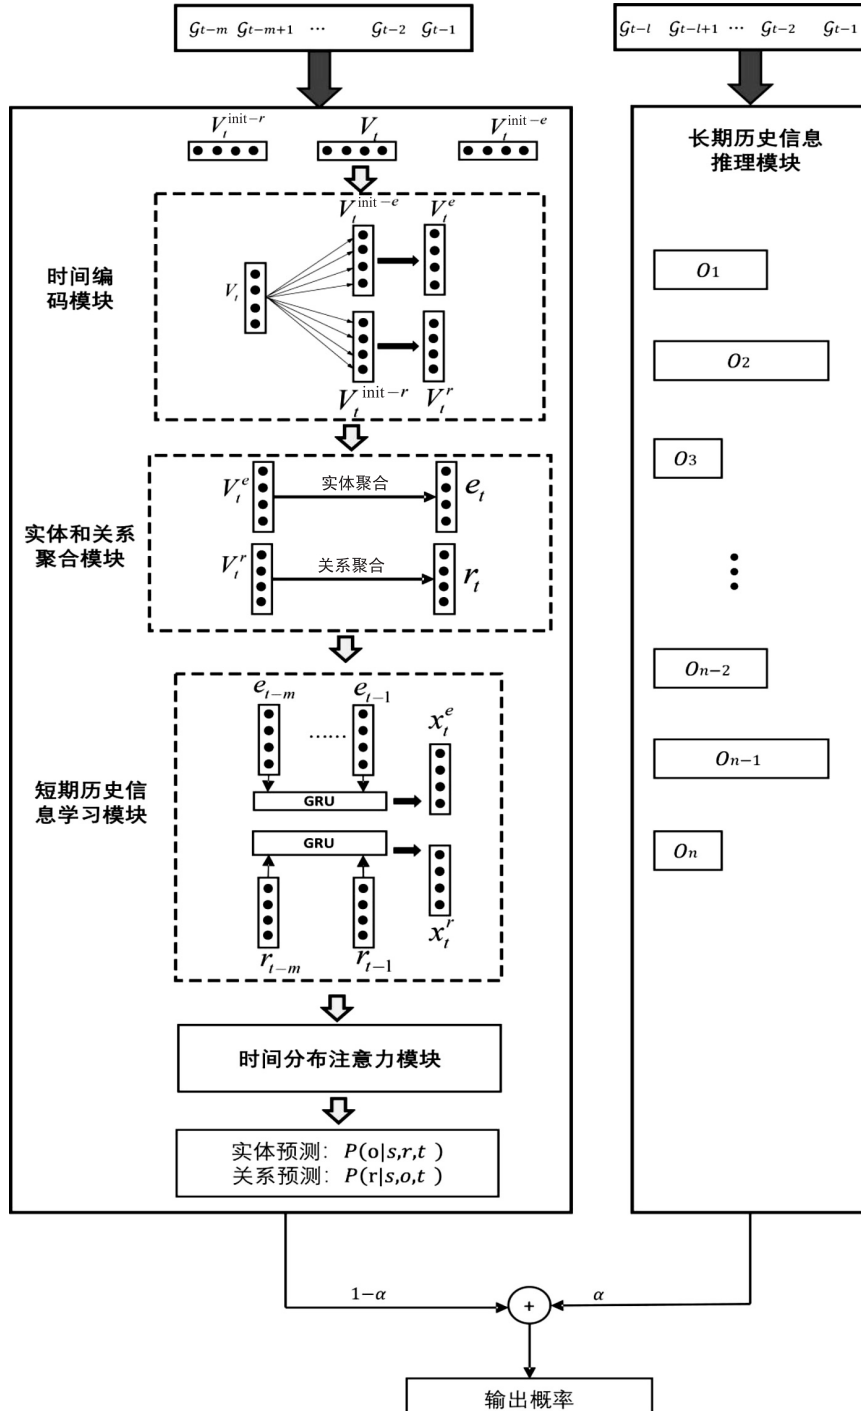 𝒢t−m 𝒢t−m+1 ⋯ 𝒢t−2 𝒢t−1
𝒢t−l 𝒢t−l+1 ⋯ 𝒢t−2 𝒢t−1
V_t^{init−r} V_t V_t^{init−e}
时间编
码模块
V_t
V_t^{init−e} V_t^e
V_t^{init−r} V_t^r
实体和关系
聚合模块
V_t^e 实体聚合 e_t
V_t^r 关系聚合 r_t
短期历史信
息学习模块
e_{t−m} e_{t−1} x_t^e
……
GRU
GRU
x_t^r
r_{t−m} r_{t−1}
时间分布注意力模块
实体预测：P(o|s,r,t )
关系预测：P(r|s,o,t )
长期历史信息
推理模块
O1
O2
O3
On−2
On−1
On
1−α + α
输出概率